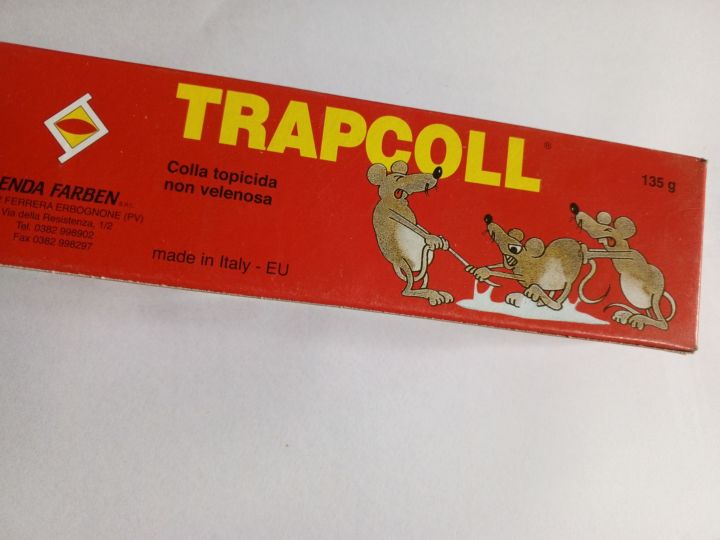 TRAPCOLL®
135 g
Colla topicida
non velenosa
ENDA FARBEN S.R.L.
FERRERA ERBOGNONE (PV)
Via della Resistenza, 1/2
Tel. 0382 998902
Fax 0382 998297
made in Italy - EU